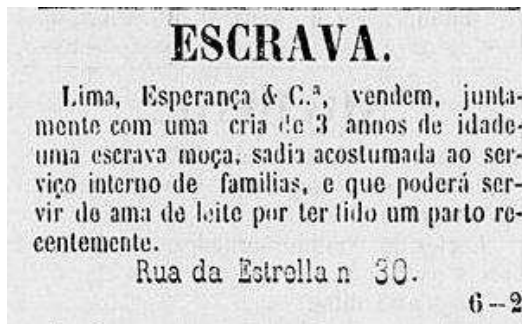 ESCRAVA.
Lima, Esperança & C.ª, vendem, junta-
mente com uma cria de 3 annos de idade
uma escrava moça, sadia acostumada ao ser-
viço interno de familias, e que poderá ser-
vir de ama de leite por ter tido um parto re-
centemente.
Rua da Estrella n 30.
6—2